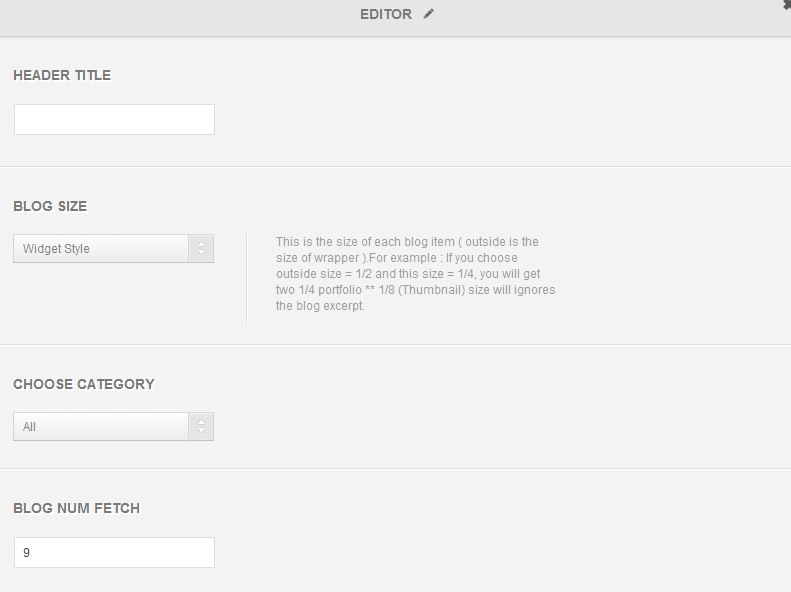 EDITOR
HEADER TITLE
BLOG SIZE
Widget Style
This is the size of each blog item ( outside is the
size of wrapper ).For example : If you choose
outside size = 1/2 and this size = 1/4, you will get
two 1/4 portfolio ** 1/8 (Thumbnail) size will ignores
the blog excerpt.
CHOOSE CATEGORY
All
BLOG NUM FETCH
9